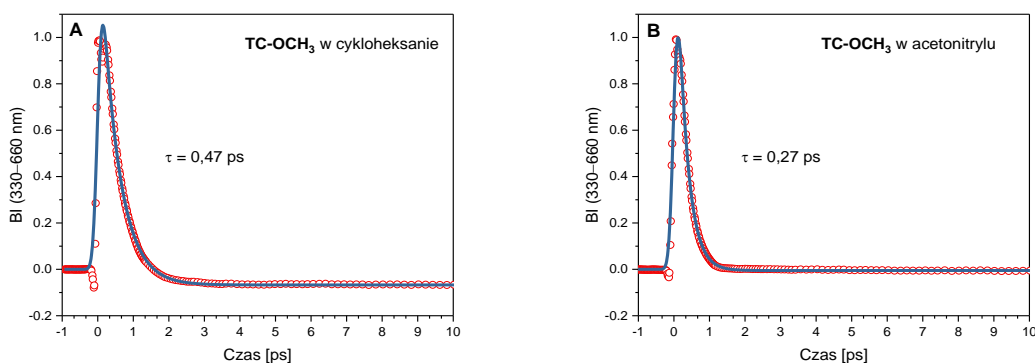 A
TC-OCH3 w cykloheksanie
τ = 0,47 ps
BI (330–660 nm)
1.0
0.8
0.6
0.4
0.2
0.0
-0.2
-1 0 1 2 3 4 5 6 7 8 9 10
Czas [ps]
B
TC-OCH3 w acetonitrylu
τ = 0,27 ps
BI (330–660 nm)
1.0
0.8
0.6
0.4
0.2
0.0
-0.2
-1 0 1 2 3 4 5 6 7 8 9 10
Czas [ps]